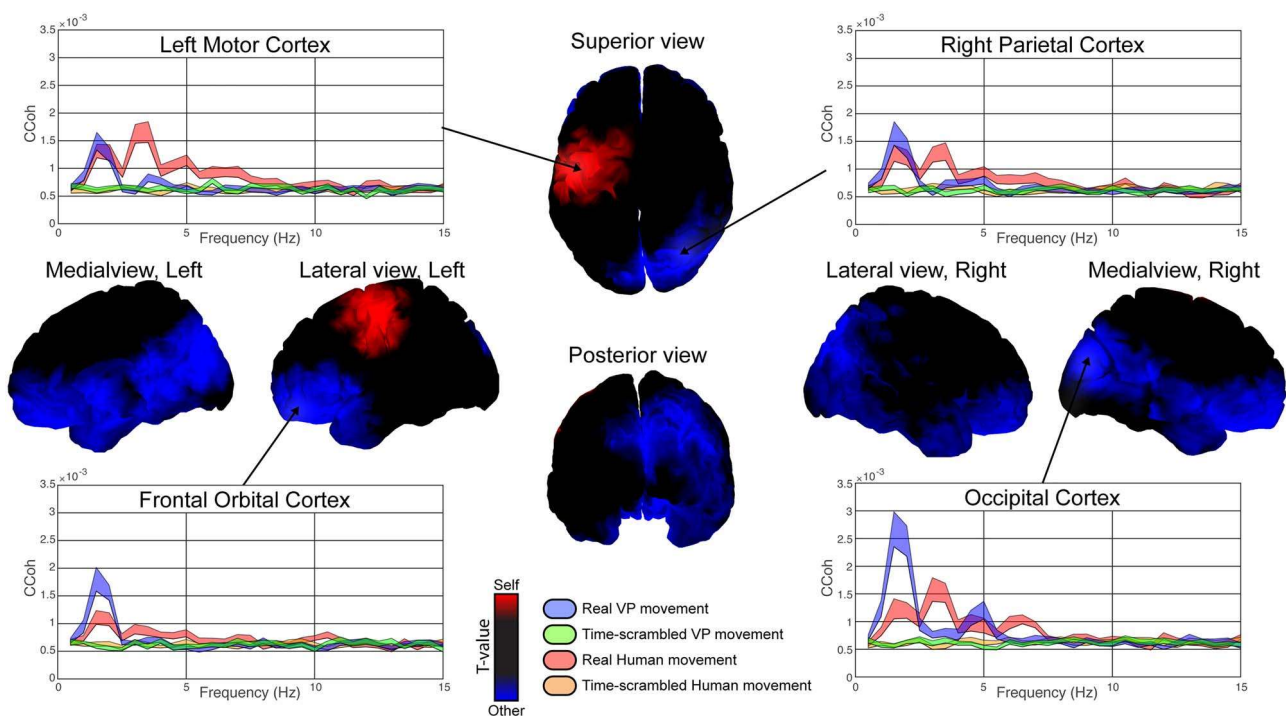 ×10⁻³
Left Motor Cortex
3.5
3
2.5
2
1.5
1
0.5
0
CCoh
0 5 10 15
Frequency (Hz)
Superior view
×10⁻³
Right Parietal Cortex
3.5
3
2.5
2
1.5
1
0.5
0
CCoh
0 5 10 15
Frequency (Hz)
Medialview, Left
Lateral view, Left
Posterior view
Lateral view, Right
Medialview, Right
×10⁻³
Frontal Orbital Cortex
3.5
3
2.5
2
1.5
1
0.5
0
CCoh
0 5 10 15
Frequency (Hz)
Self
T-value
Other
Real VP movement
Time-scrambled VP movement
Real Human movement
Time-scrambled Human movement
×10⁻³
Occipital Cortex
3.5
3
2.5
2
1.5
1
0.5
0
CCoh
0 5 10 15
Frequency (Hz)